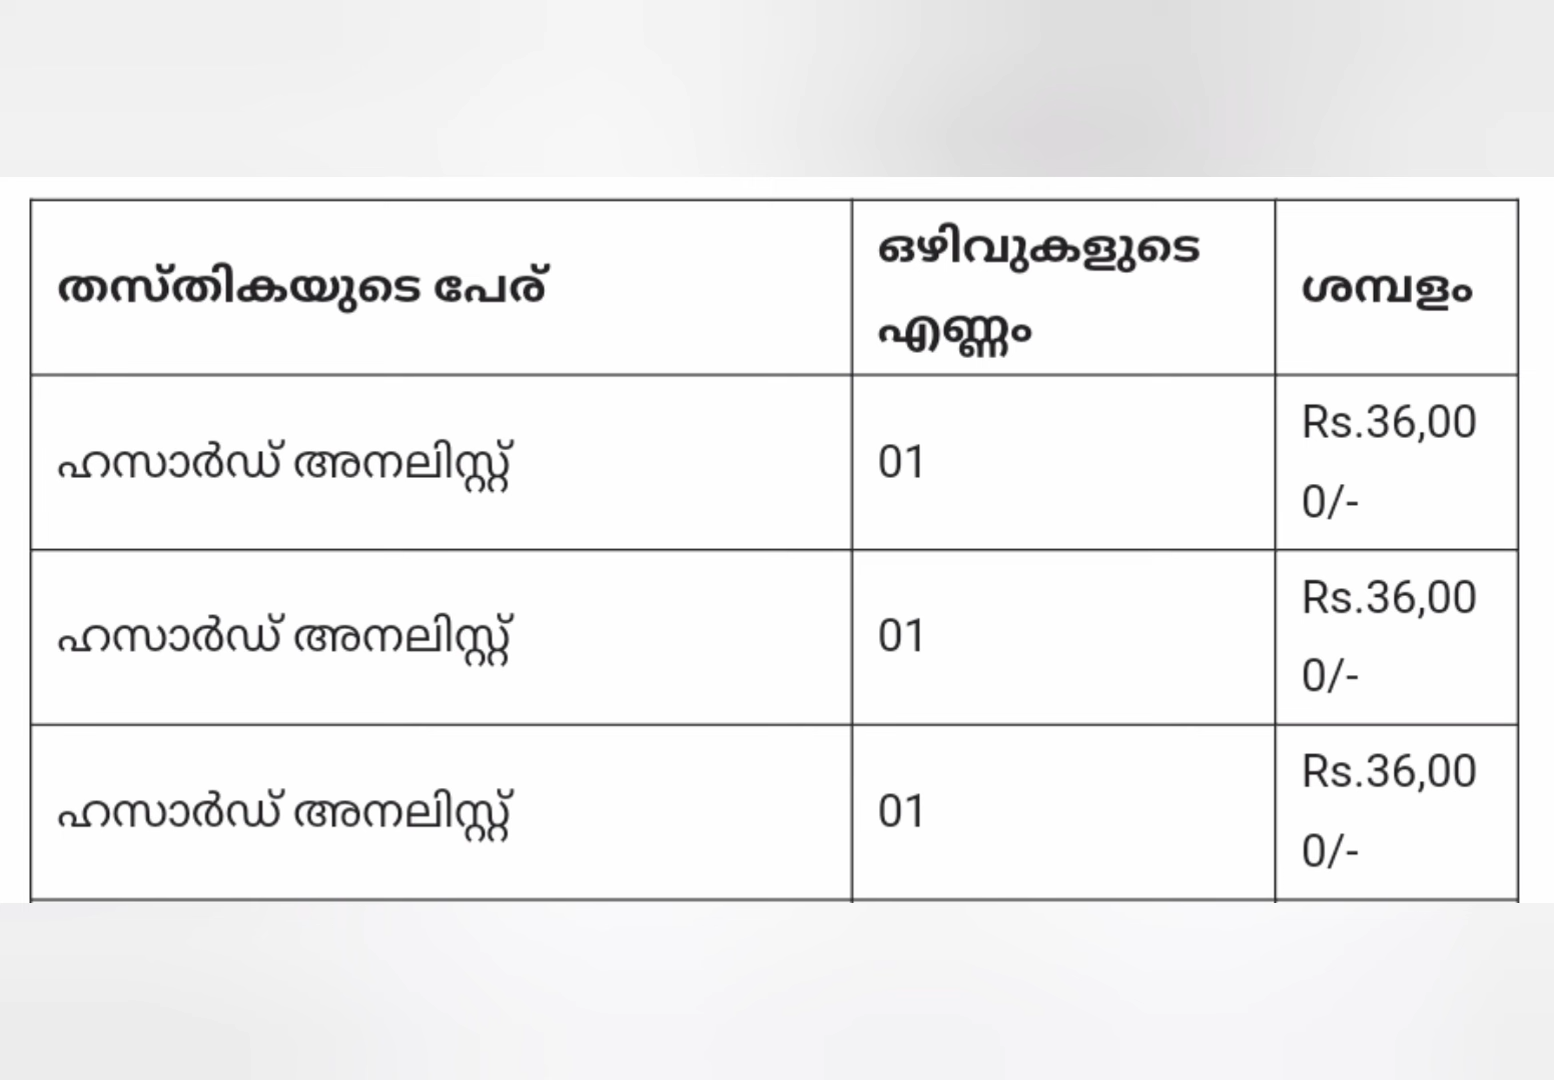 തസ്തികയുടെ പേര്
ഒഴിവുകളുടെ
എണ്ണം
ശമ്പളം
ഹസാർഡ് അനലിസ്റ്റ്
01
Rs.36,00
0/-
ഹസാർഡ് അനലിസ്റ്റ്
01
Rs.36,00
0/-
ഹസാർഡ് അനലിസ്റ്റ്
01
Rs.36,00
0/-